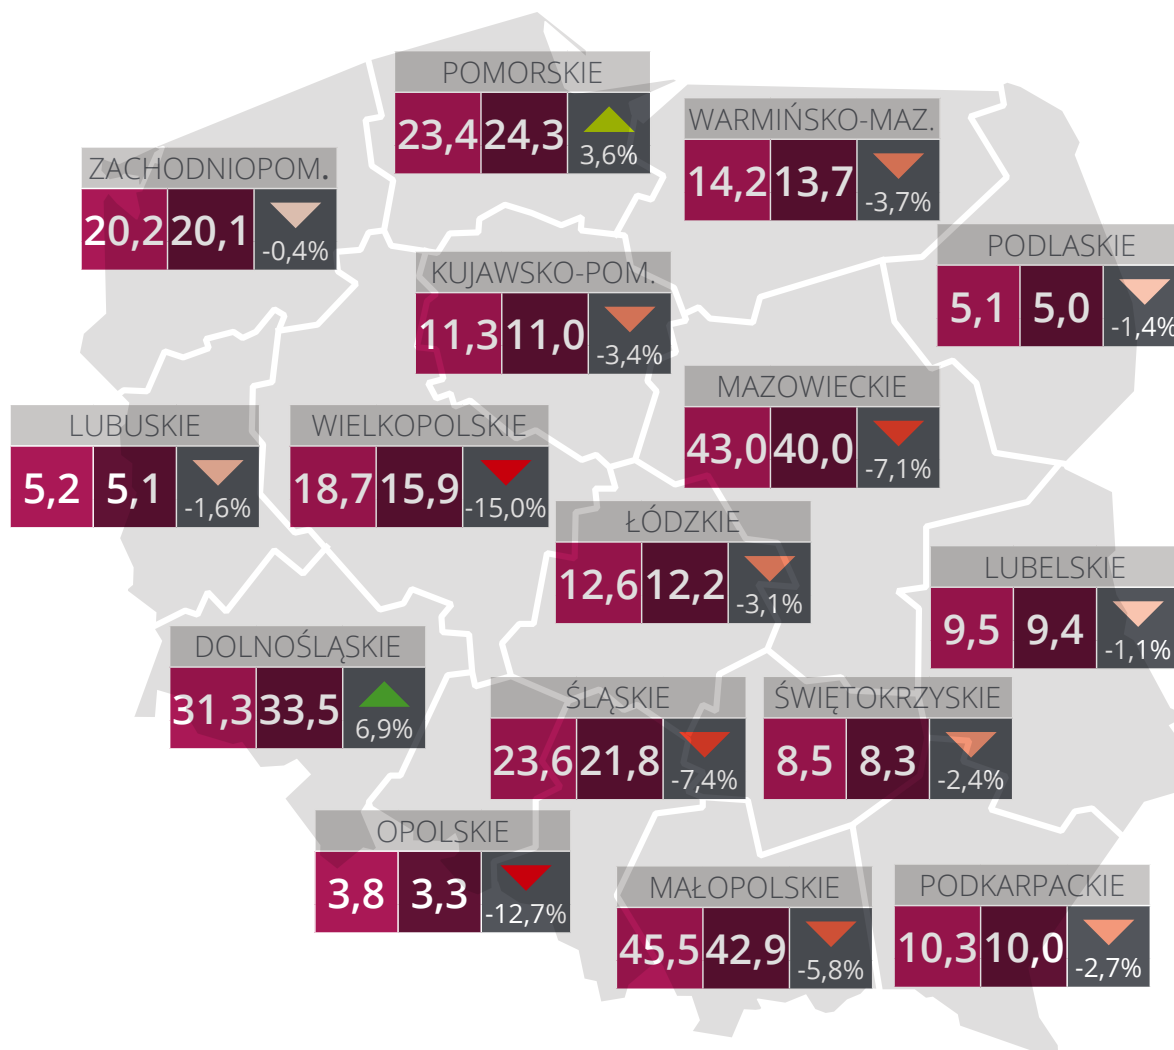 POMORSKIE
23,4 24,3 3,6%
WARMIŃSKO-MAZ.
14,2 13,7 -3,7%
ZACHODNIOPOM.
20,2 20,1 -0,4%
PODLASKIE
5,1 5,0 -1,4%
KUJAWSKO-POM.
11,3 11,0 -3,4%
MAZOWIECKIE
43,0 40,0 -7,1%
LUBUSKIE
5,2 5,1 -1,6%
WIELKOPOLSKIE
18,7 15,9 -15,0%
ŁÓDZKIE
12,6 12,2 -3,1%
LUBELSKIE
9,5 9,4 -1,1%
DOLNOŚLĄSKIE
31,3 33,5 6,9%
ŚLĄSKIE
23,6 21,8 -7,4%
ŚWIĘTOKRZYSKIE
8,5 8,3 -2,4%
OPOLSKIE
3,8 3,3 -12,7%
MAŁOPOLSKIE
45,5 42,9 -5,8%
PODKARPACKIE
10,3 10,0 -2,7%